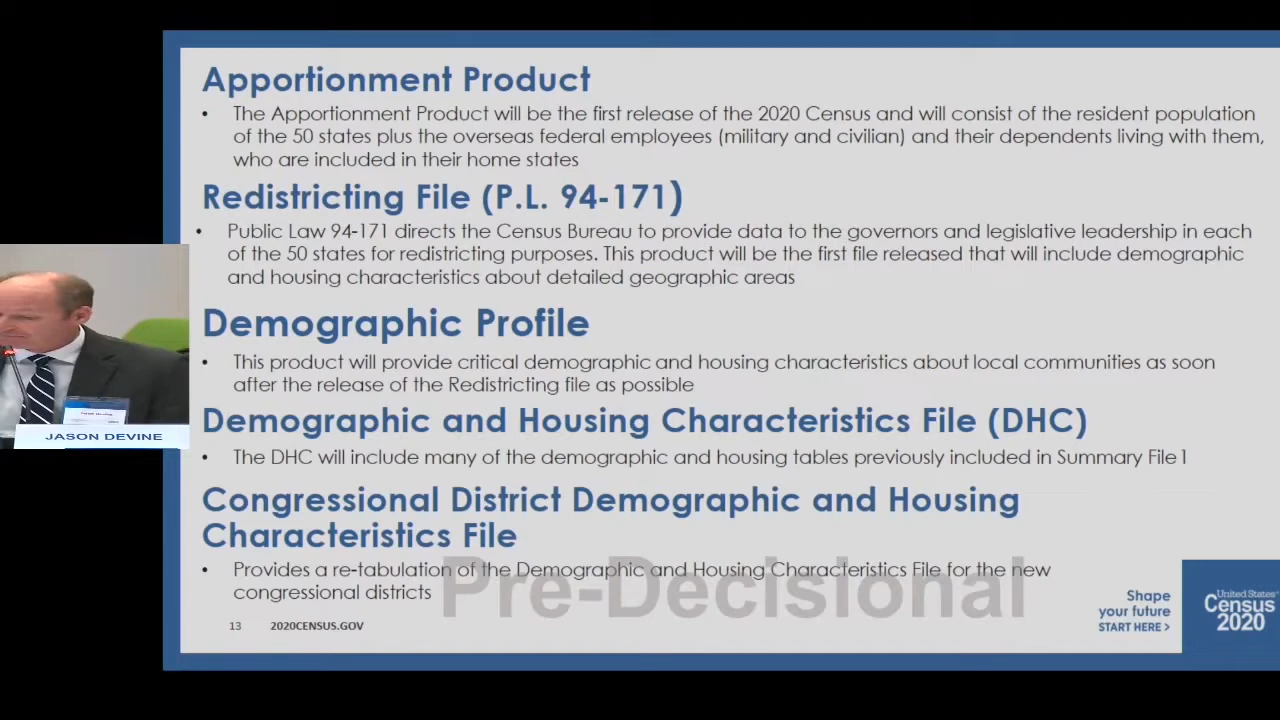 Apportionment Product
• The Apportionment Product will be the first release of the 2020 Census and will consist of the resident population
of the 50 states plus the overseas federal employees (military and civilian) and their dependents living with them,
who are included in their home states
Redistricting File (P.L. 94-171)
• Public Law 94-171 directs the Census Bureau to provide data to the governors and legislative leadership in each
of the 50 states for redistricting purposes. This product will be the first file released that will include demographic
and housing characteristics about detailed geographic areas
Demographic Profile
• This product will provide critical demographic and housing characteristics about local communities as soon
after the release of the Redistricting file as possible
JASON DEVINE
Demographic and Housing Characteristics File (DHC)
• The DHC will include many of the demographic and housing tables previously included in Summary File 1
Congressional District Demographic and Housing
Characteristics File
• Provides a re-tabulation of the Demographic and Housing Characteristics File for the new
congressional districts
Pre-Decisional
13 2020CENSUS.GOV
Shape
your future
START HERE >
United States
Census
2020